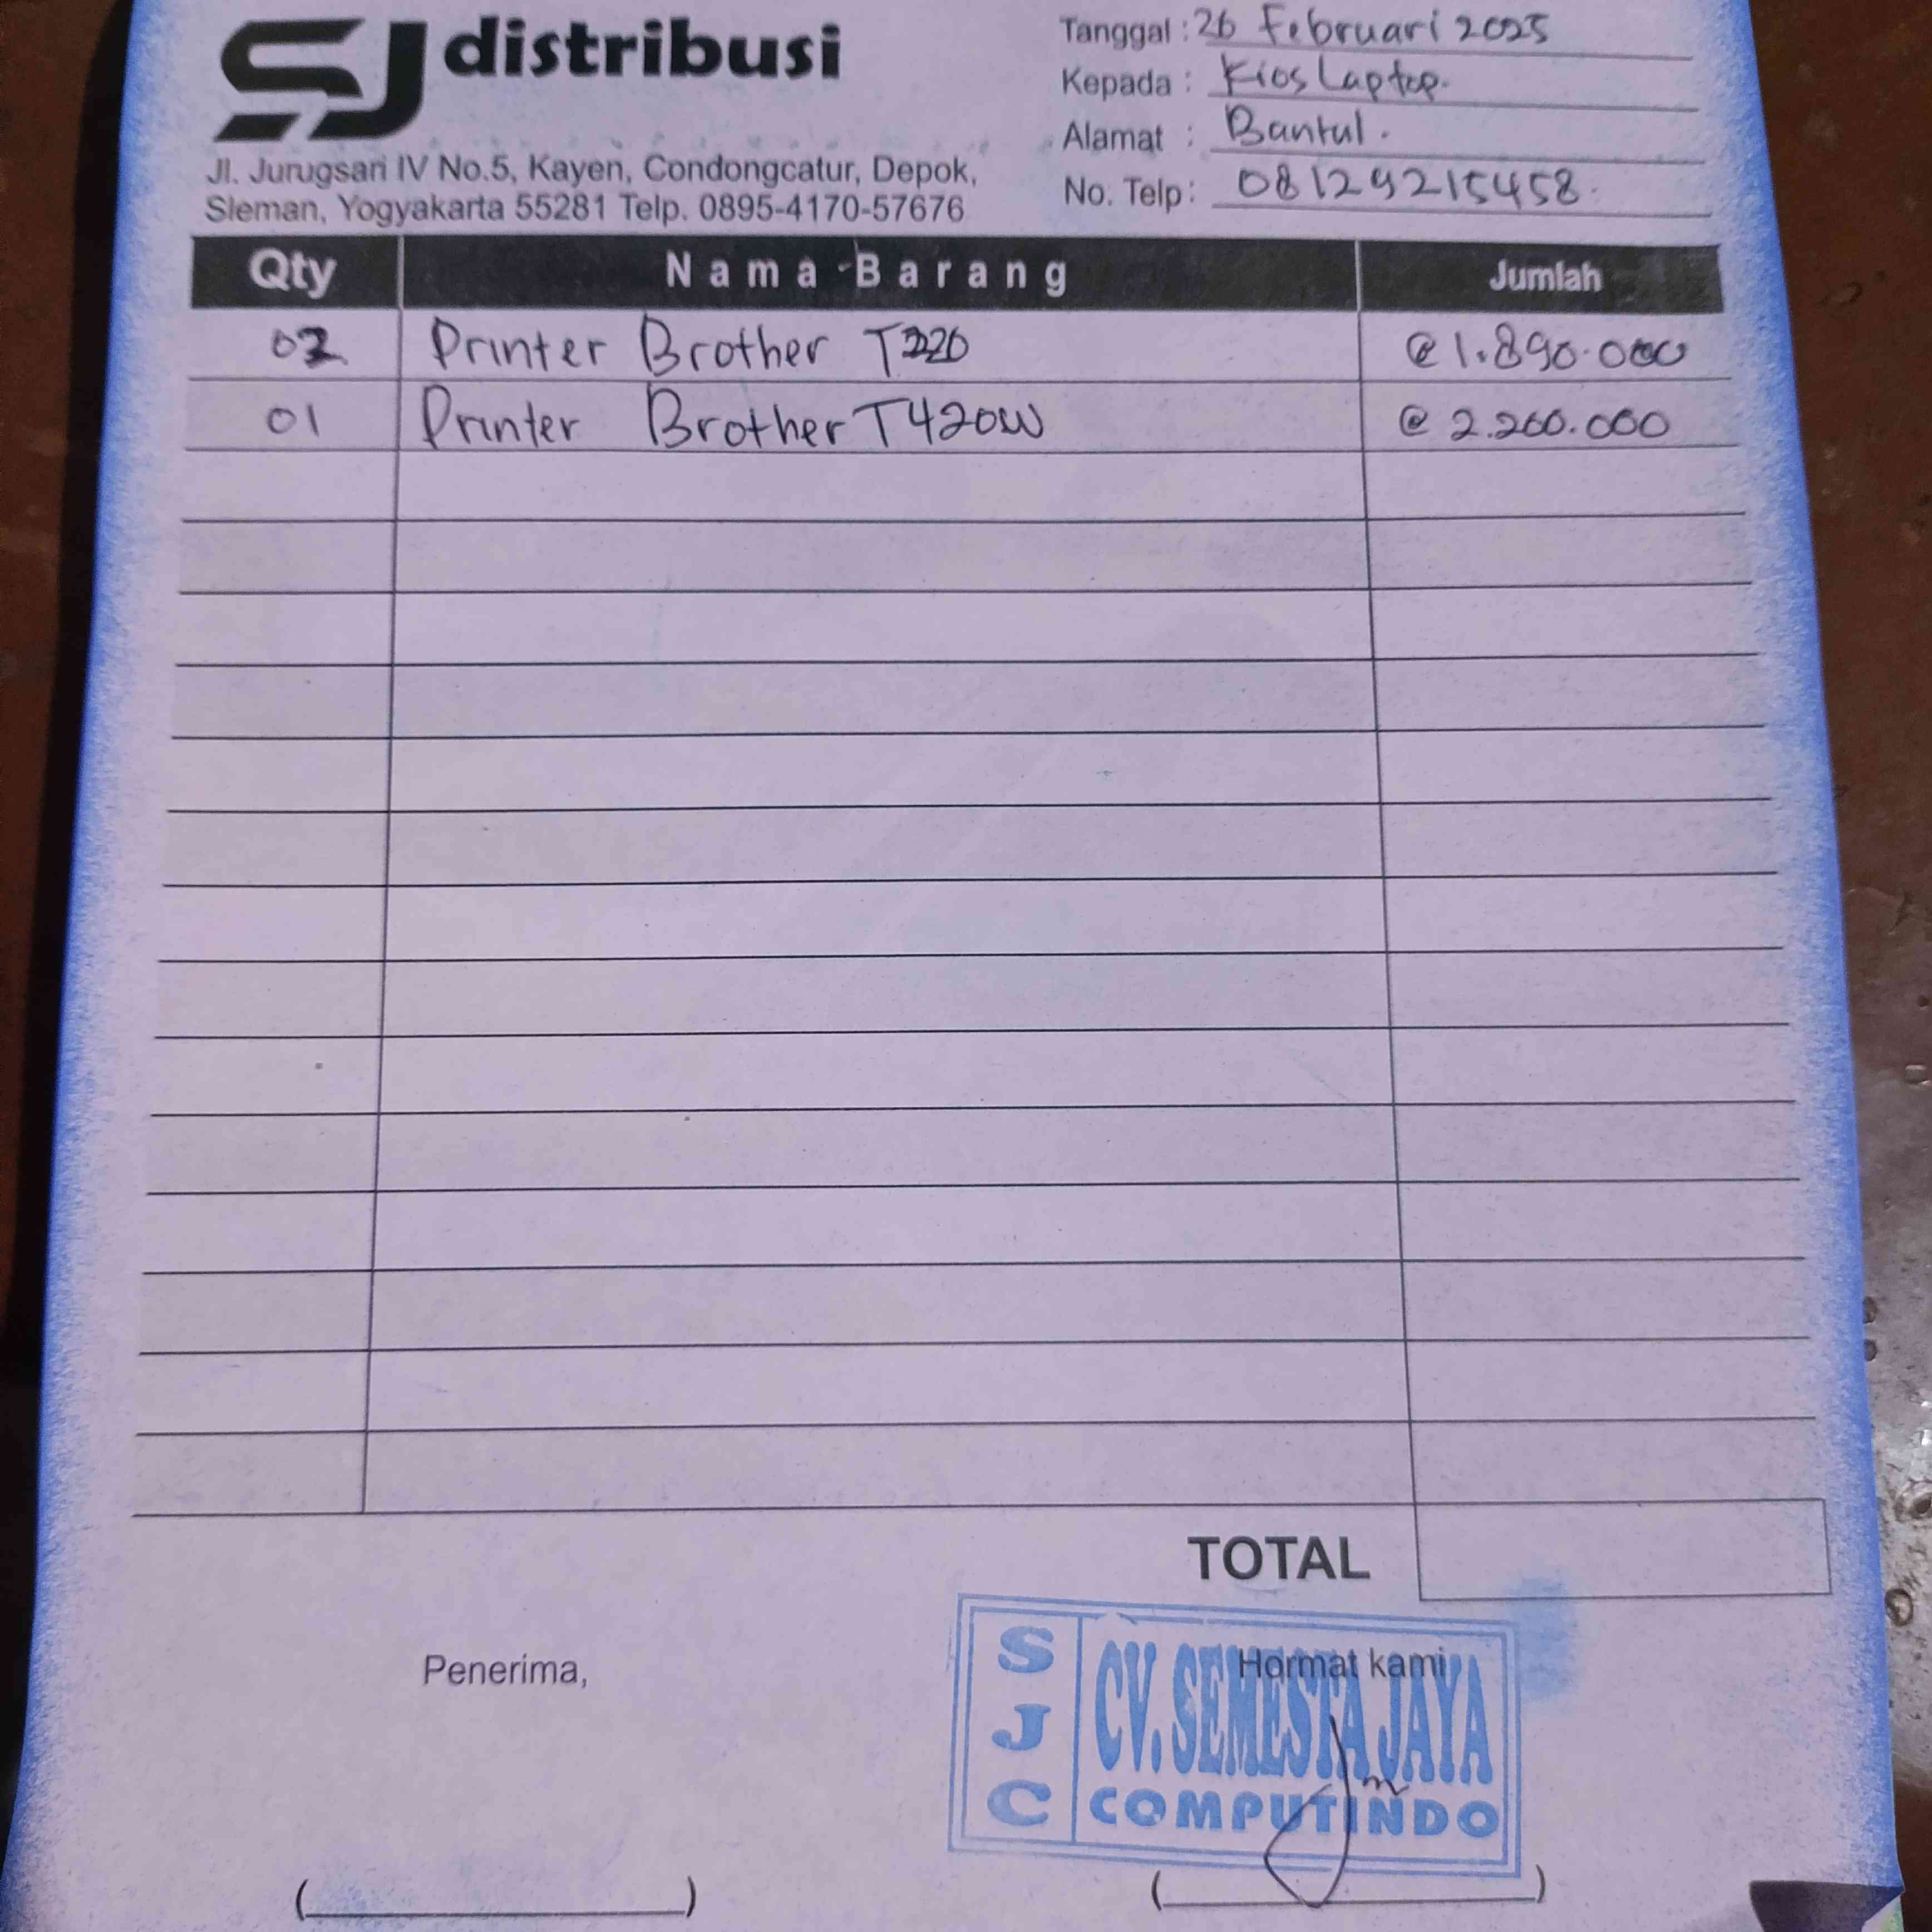 SJ distribusi
Jl. Jurugsari IV No.5, Kayen, Condongcatur, Depok,
Sleman, Yogyakarta 55281 Telp. 0895-4170-57676
Tanggal : 26 Februari 2025
Kepada : Kios Laptop.
Alamat : Bantul.
No. Telp : 081292215458.
Qty Nama Barang Jumlah
02 Printer Brother T220 @ 1.890.000
01 Printer Brother T420W @ 2.260.000
TOTAL
Penerima,
Hormat kami
SJC
CV. SEMESTA JAYA
COMPUTINDO